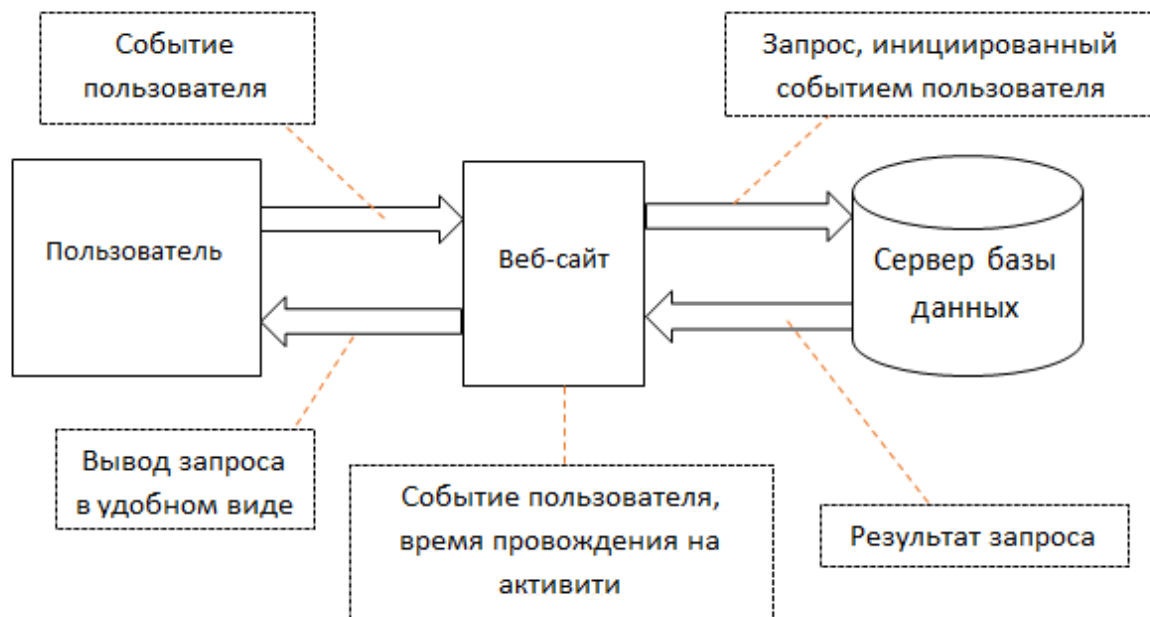 Событие
пользователя
Запрос, инициированный
событием пользователя
Пользователь
Веб-сайт
Сервер базы
данных
Вывод запроса
в удобном виде
Событие пользователя,
время провождения на
активити
Результат запроса